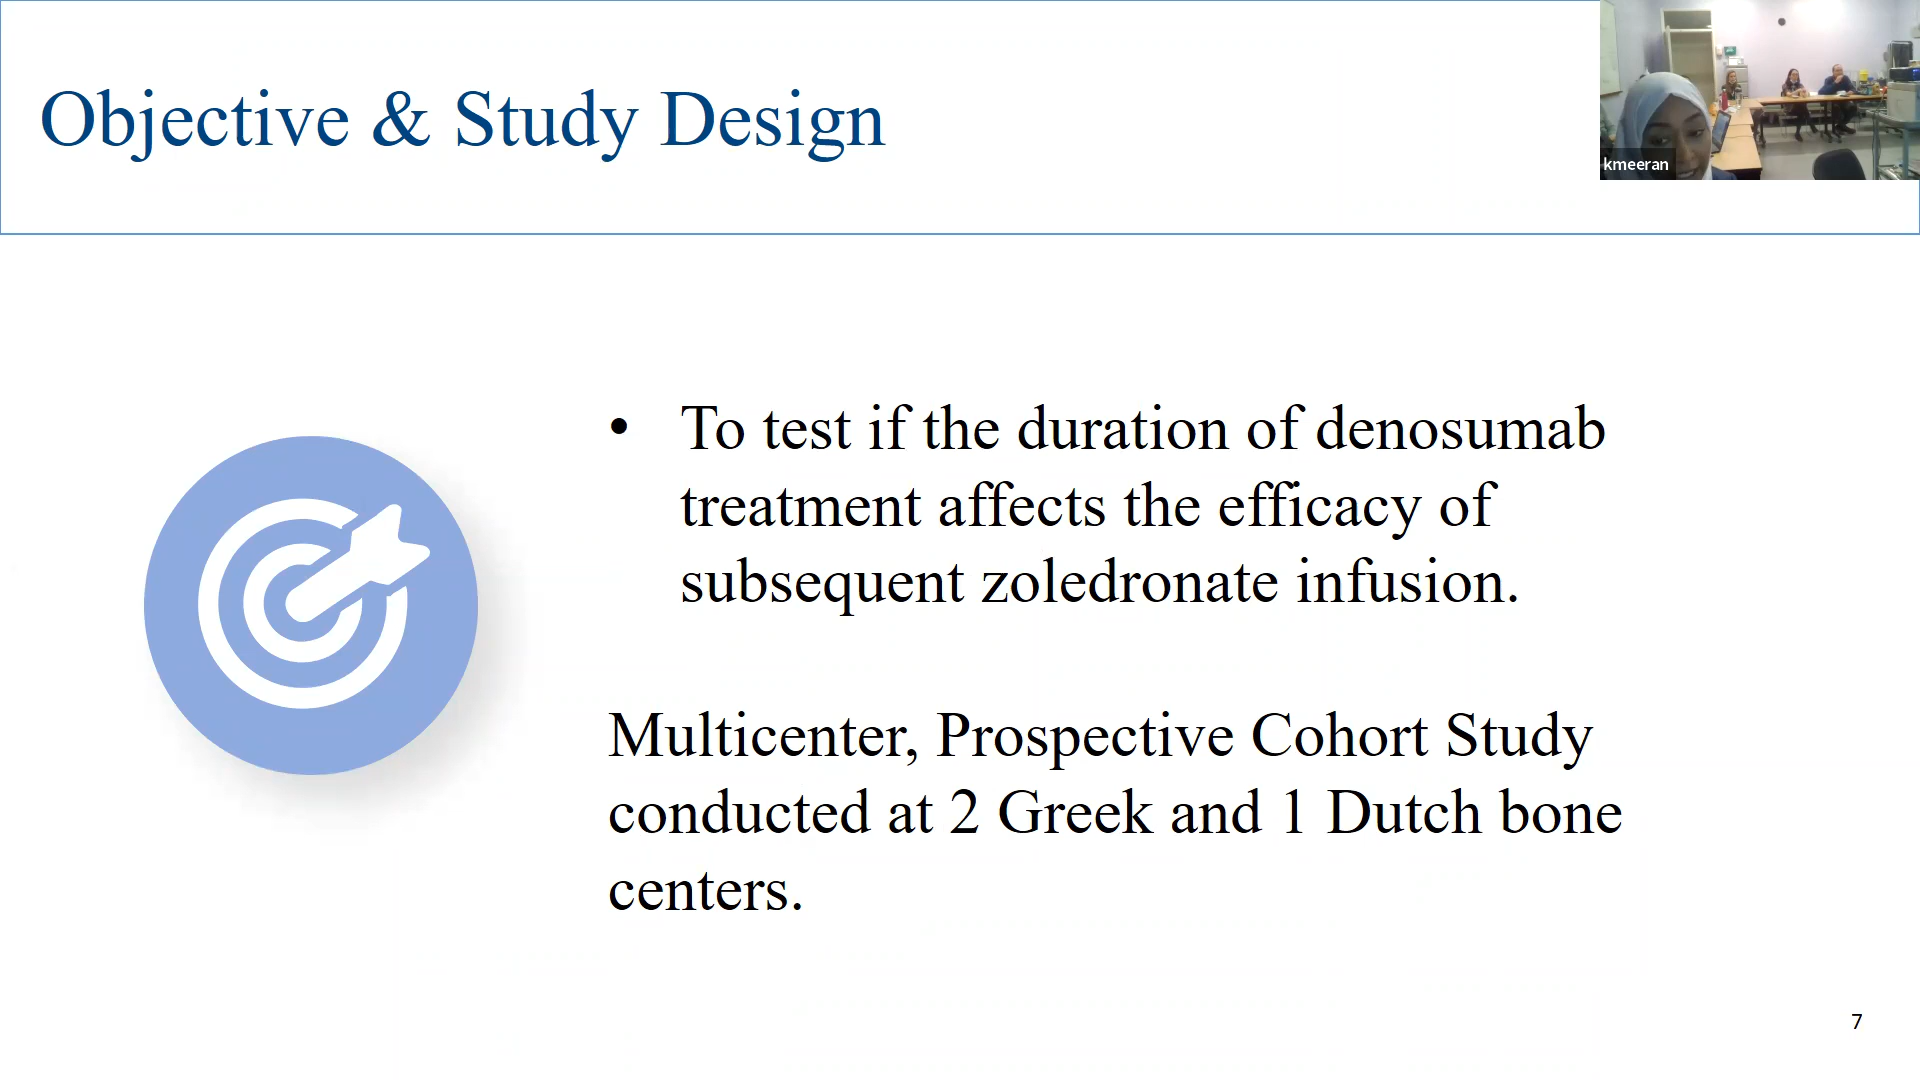 Objective & Study Design
kmeeran
• To test if the duration of denosumab
treatment affects the efficacy of
subsequent zoledronate infusion.
Multicenter, Prospective Cohort Study
conducted at 2 Greek and 1 Dutch bone
centers.
7